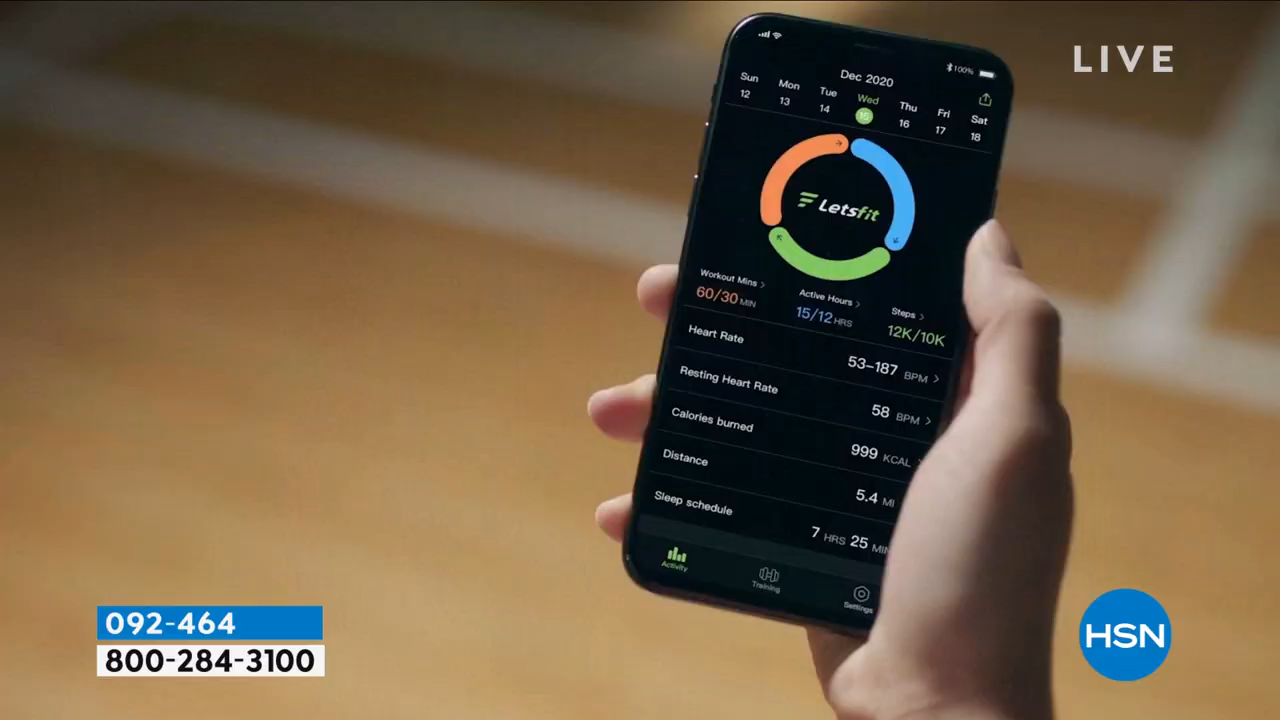 LIVE
100%
Dec 2020
Sun Mon Tue Wed Thu Fri Sat
12 13 14 15 16 17 18
Letsfit
Workout Mins > Active Hours > Steps >
60/30 MIN 15/12 HRS 12K/10K
Heart Rate 53–187 BPM >
Resting Heart Rate 58 BPM >
Calories burned 999 KCAL >
Distance 5.4 MI
Sleep schedule 7 HRS 25 MIN
Activity Training Settings
092-464
800-284-3100
HSN